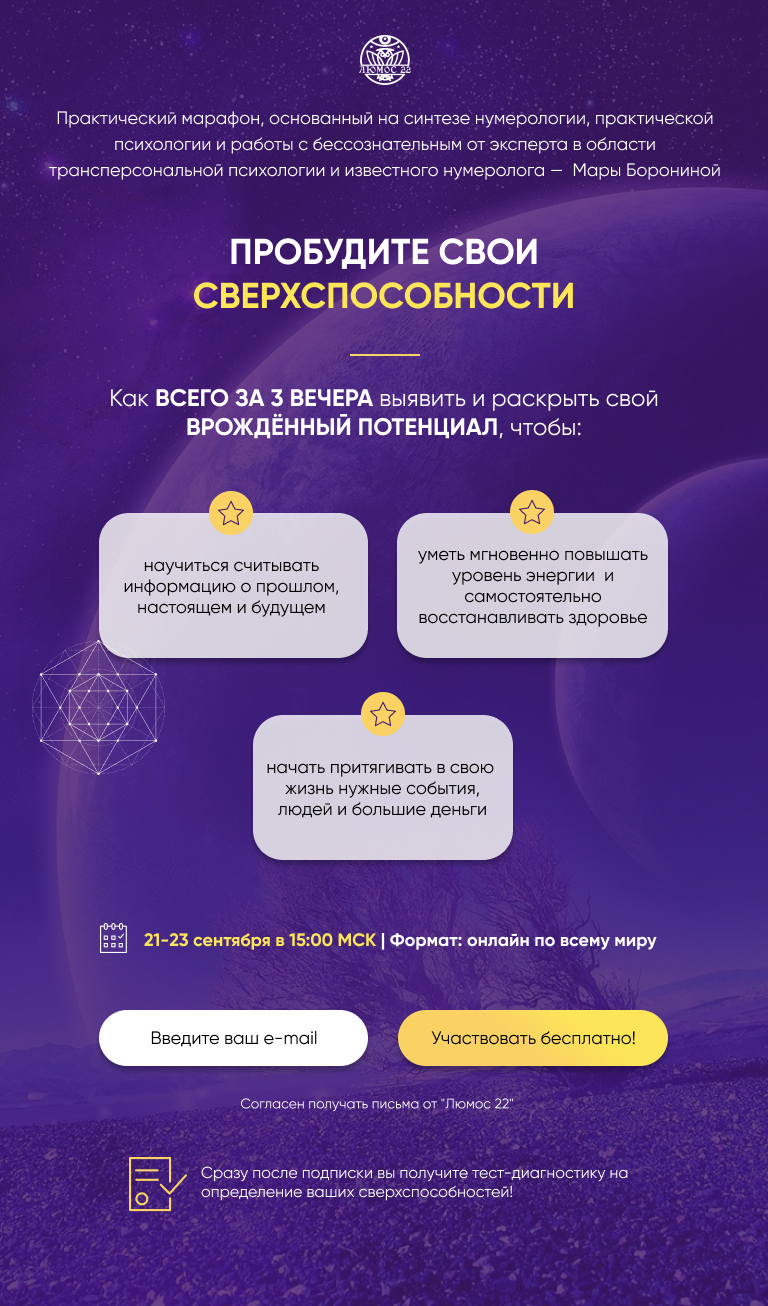 ЛЮМОС 22
Практический марафон, основанный на синтезе нумерологии, практической
психологии и работы с бессознательным от эксперта в области
трансперсональной психологии и известного нумеролога — Мары Борониной
ПРОБУДИТЕ СВОИ
СВЕРХСПОСОБНОСТИ
Как ВСЕГО ЗА 3 ВЕЧЕРА выявить и раскрыть свой
ВРОЖДЁННЫЙ ПОТЕНЦИАЛ, чтобы:
научиться считывать
информацию о прошлом,
настоящем и будущем
уметь мгновенно повышать
уровень энергии и
самостоятельно
восстанавливать здоровье
начать притягивать в свою
жизнь нужные события,
людей и большие деньги
21-23 сентября в 15:00 МСК | Формат: онлайн по всему миру
Введите ваш e-mail
Участвовать бесплатно!
Согласен получать письма от "Люмос 22"
Сразу после подписки вы получите тест-диагностику на
определение ваших сверхспособностей!